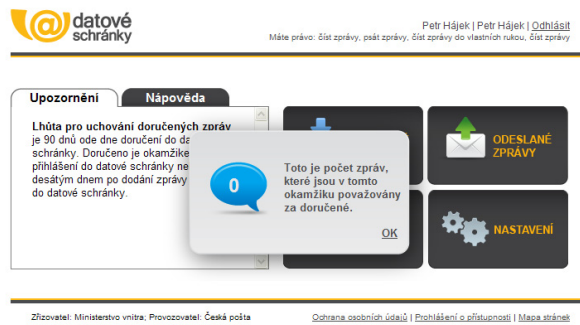 datové
schránky
Petr Hájek | Petr Hájek | Odhlásit
Máte právo: číst zprávy, psát zprávy, číst zprávy do vlastních rukou, číst zprávy
Upozornění Nápověda
Lhůta pro uchování doručených zpráv
je 90 dnů ode dne doručení do da
schránky. Doručeno je okamžike
přihlášení do datové schránky ne
desátým dnem po dodání zprávy
do datové schránky.
0
Toto je počet zpráv,
které jsou v tomto
okamžiku považovány
za doručené.
OK
ODESLANÉ
ZPRÁVY
NASTAVENÍ
Zřizovatel: Ministerstvo vnitra; Provozovatel: Česká pošta
Ochrana osobních údajů | Prohlášení o přístupnosti | Mapa stránek